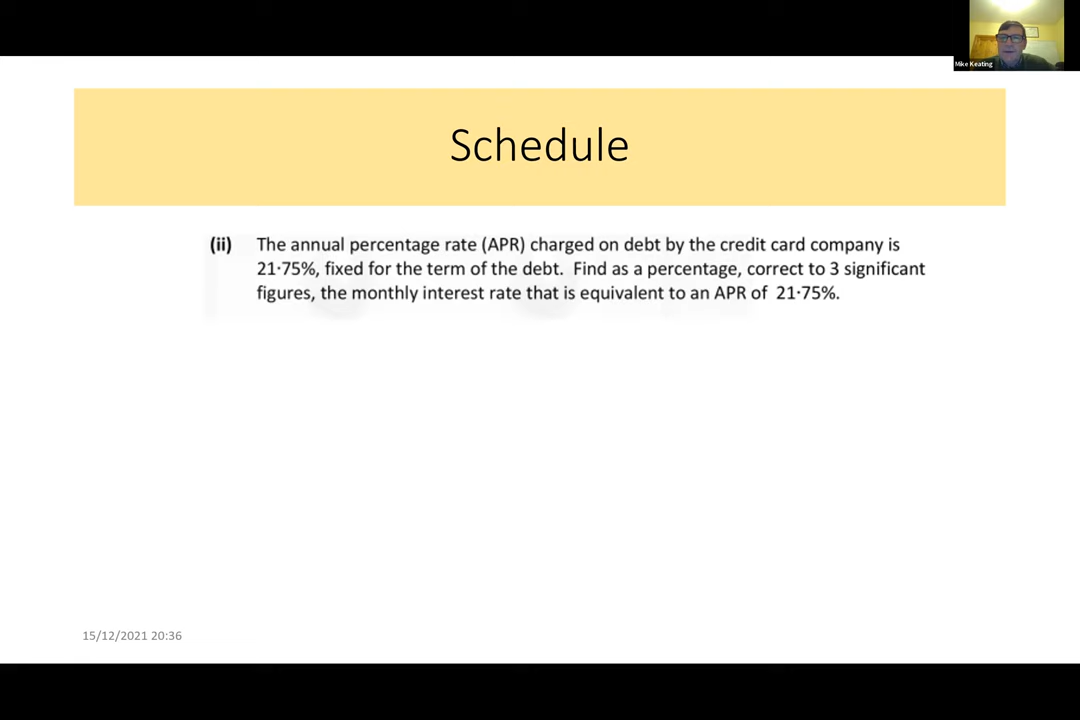 Mike Keating
Schedule
(ii) The annual percentage rate (APR) charged on debt by the credit card company is
21·75%, fixed for the term of the debt. Find as a percentage, correct to 3 significant
figures, the monthly interest rate that is equivalent to an APR of 21·75%.
15/12/2021 20:36